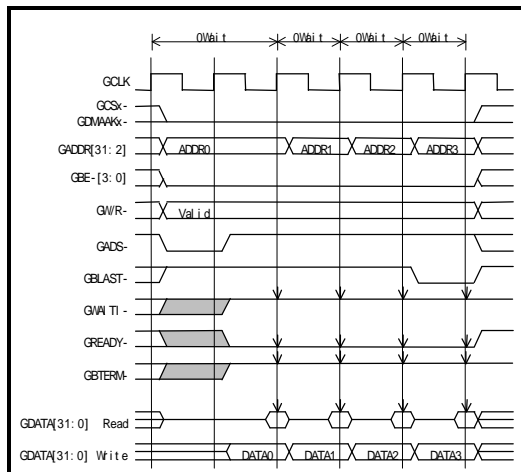 0Wait 0Wait 0Wait 0Wait
GCLK
GCSx-
GDMAAKx-
GADDR[31:2] ADDR0 ADDR1 ADDR2 ADDR3
GBE-[3:0]
GW/R- Valid
GADS-
GBLAST-
GWAITI-
GREADY-
GBTERM-
GDATA[31:0] Read
GDATA[31:0] Write DATA0 DATA1 DATA2 DATA3